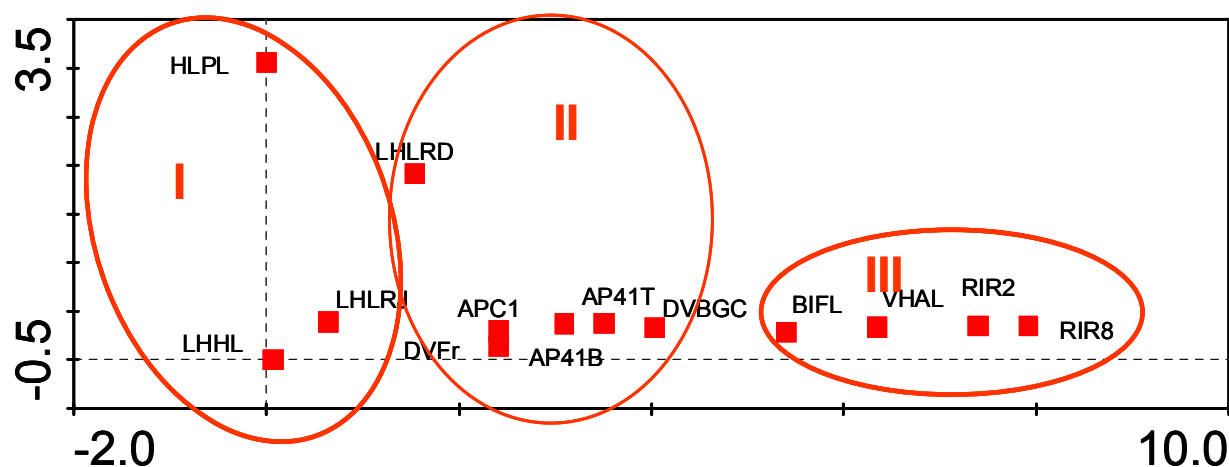 3.5
HLPL
II
LHLRD
I
III
RIR2
AP41T
VHAL
BIFL
LHLRJ
APC1
DVBGC
RIR8
LHHL
DVFr
AP41B
-0.5
-2.0
10.0